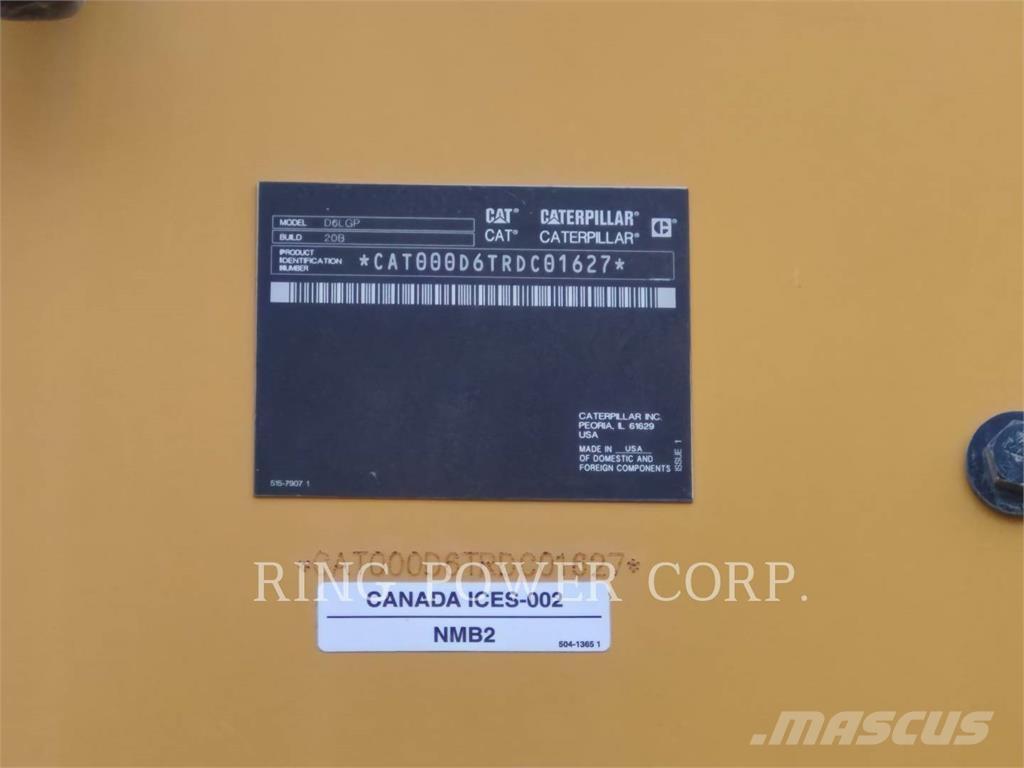 MODEL D6LGP
BUILD 20B
CAT® CATERPILLAR®
CAT® CATERPILLAR® C®
PRODUCT
IDENTIFICATION
NUMBER
*CAT000D6TRDC01627*
CATERPILLAR INC.
PEORIA, IL 61629
USA
MADE IN USA
OF DOMESTIC AND
FOREIGN COMPONENTS
ISSUE 1
515-7907 1
*CAT000D6TRDC01627*
RING POWER CORP.
CANADA ICES-002
NMB2
504-1365 1
MASCUS